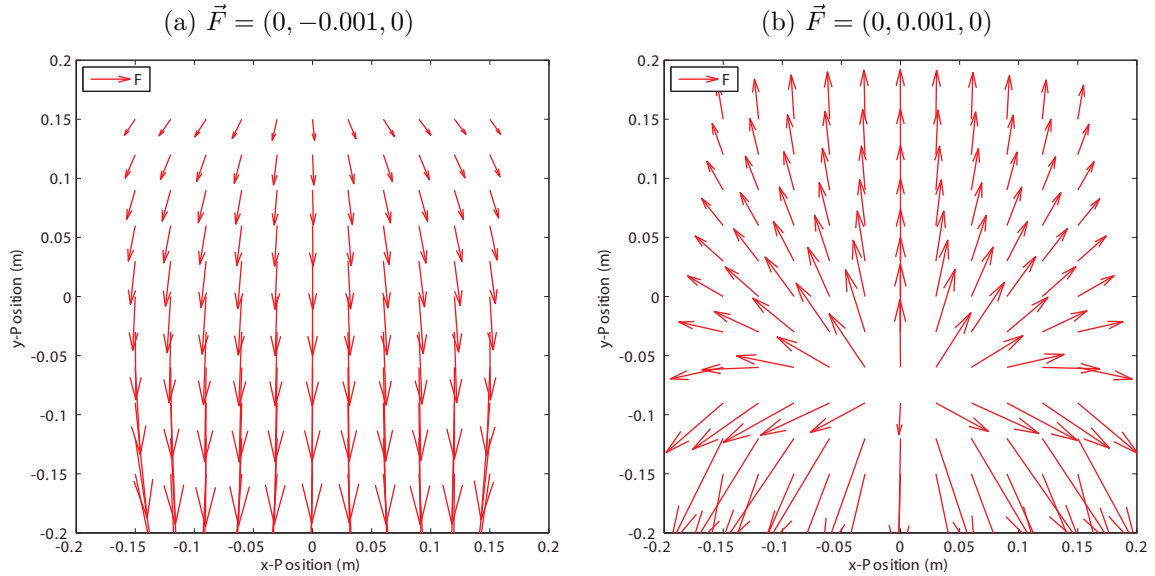 (a) $\vec{F} = (0, -0.001, 0)$
0.2
F
0.15
0.1
0.05
0
-0.05
-0.1
-0.15
-0.2
y-Position (m)
-0.2 -0.15 -0.1 -0.05 0 0.05 0.1 0.15 0.2
x-Position (m)
(b) $\vec{F} = (0, 0.001, 0)$
0.2
F
0.15
0.1
0.05
0
-0.05
-0.1
-0.15
-0.2
y-Position (m)
-0.2 -0.15 -0.1 -0.05 0 0.05 0.1 0.15 0.2
x-Position (m)